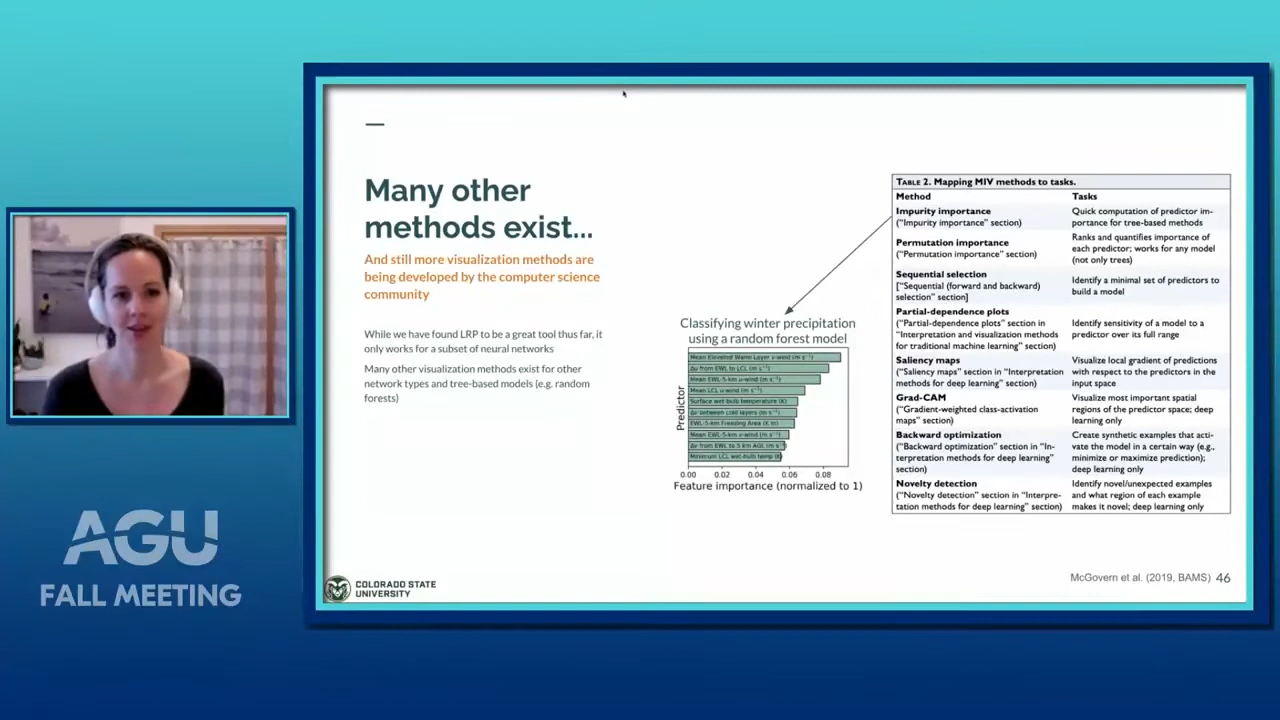 Many other
methods exist...
And still more visualization methods are
being developed by the computer science
community
While we have found LRP to be a great tool thus far, it
only works for a subset of neural networks
Many other visualization methods exist for other
network types and tree-based models (e.g. random
forests)
Classifying winter precipitation
using a random forest model
Predictor
Mean Elevated Warm Layer v-wind (m s⁻¹)
Δv from EWL to LCL (m s⁻¹)
Mean EWL-5-km u-wind (m s⁻¹)
Mean LCL u-wind (m s⁻¹)
Surface wet bulb temperature (K)
Δv between cold layers (m s⁻¹)
EWL-5-km Freezing Area (K m)
Mean EWL-5-km v-wind (m s⁻¹)
Δv from EWL to 5 km AGL (m s⁻¹)
Minimum LCL wet-bulb temp (K)
0.00 0.02 0.04 0.06 0.08
Feature importance (normalized to 1)
TABLE 2. Mapping MIV methods to tasks.
Method Tasks
Impurity importance Quick computation of predictor im-
("Impurity importance" section) portance for tree-based methods
Permutation importance
("Permutation importance" section)
Ranks and quantifies importance of
each predictor; works for any model
(not only trees)
Sequential selection
["Sequential (forward and backward)
selection" section]
Identify a minimal set of predictors to
build a model
Partial-dependence plots
("Partial-dependence plots" section in
"Interpretation and visualization methods
for traditional machine learning" section)
Identify sensitivity of a model to a
predictor over its full range
Saliency maps
("Saliency maps" section in "Interpretation
methods for deep learning" section)
Visualize local gradient of predictions
with respect to the predictors in the
input space
Grad-CAM
("Gradient-weighted class-activation
maps" section)
Visualize most important spatial
regions of the predictor space; deep
learning only
Backward optimization
("Backward optimization" section in "In-
terpretation methods for deep learning"
section)
Create synthetic examples that acti-
vate the model in a certain way (e.g.,
minimize or maximize prediction);
deep learning only
Novelty detection
("Novelty detection" section in "Interpre-
tation methods for deep learning" section)
Identify novel/unexpected examples
and what region of each example
makes it novel; deep learning only
McGovern et al. (2019, BAMS) 46
COLORADO STATE
UNIVERSITY
AGU
FALL MEETING